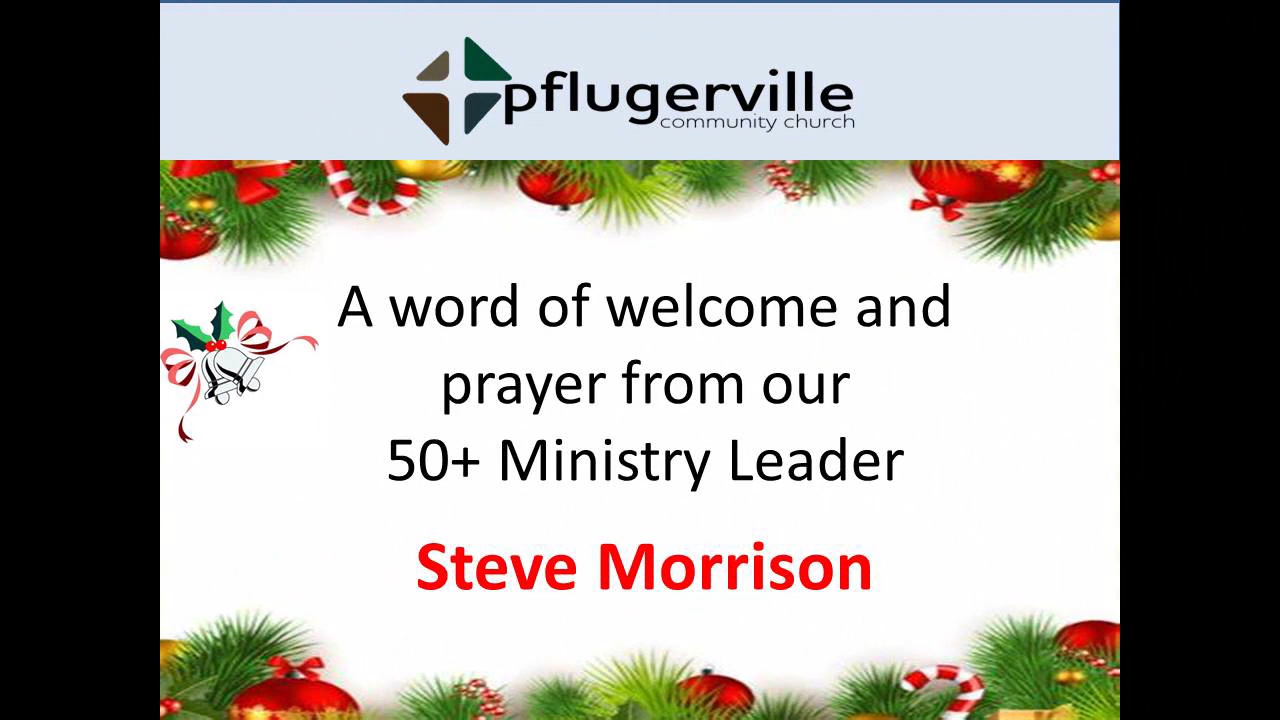 pflugerville
community church
A word of welcome and
prayer from our
50+ Ministry Leader
Steve Morrison